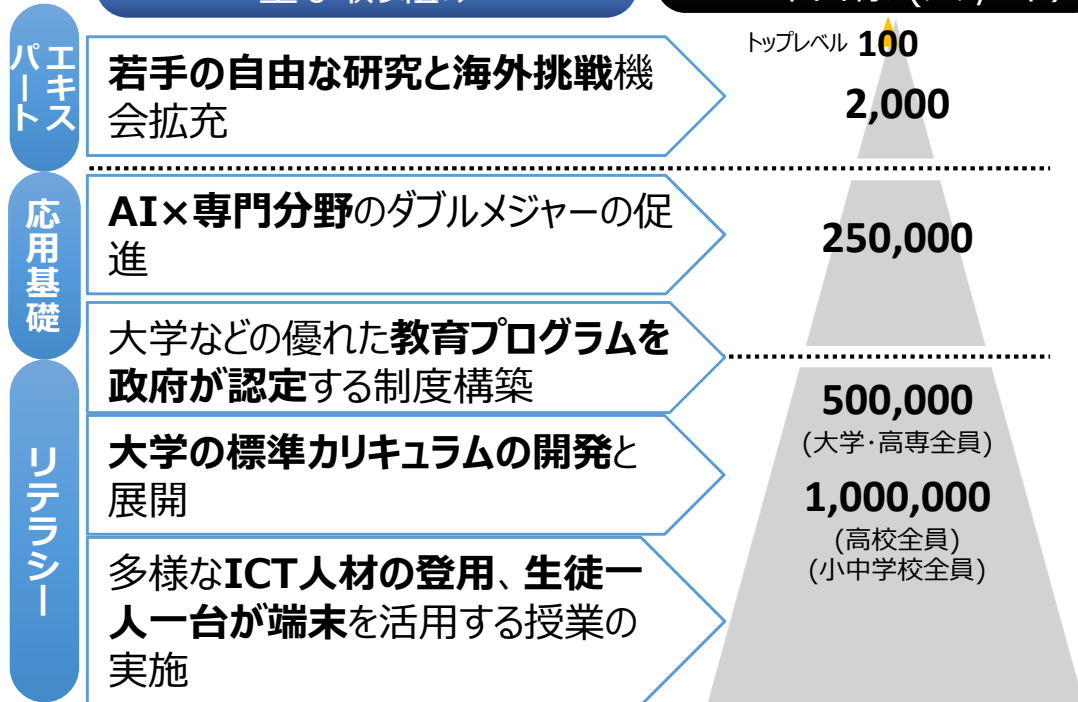 エキスパート
若手の自由な研究と海外挑戦機
会拡充
トップレベル 100
2,000
応用基礎
AI×専門分野のダブルメジャーの促
進
250,000
大学などの優れた教育プログラムを
政府が認定する制度構築
リテラシー
大学の標準カリキュラムの開発と
展開
多様なICT人材の登用、生徒一
人一台が端末を活用する授業の
実施
500,000
(大学・高専全員)
1,000,000
(高校全員)
(小中学校全員)